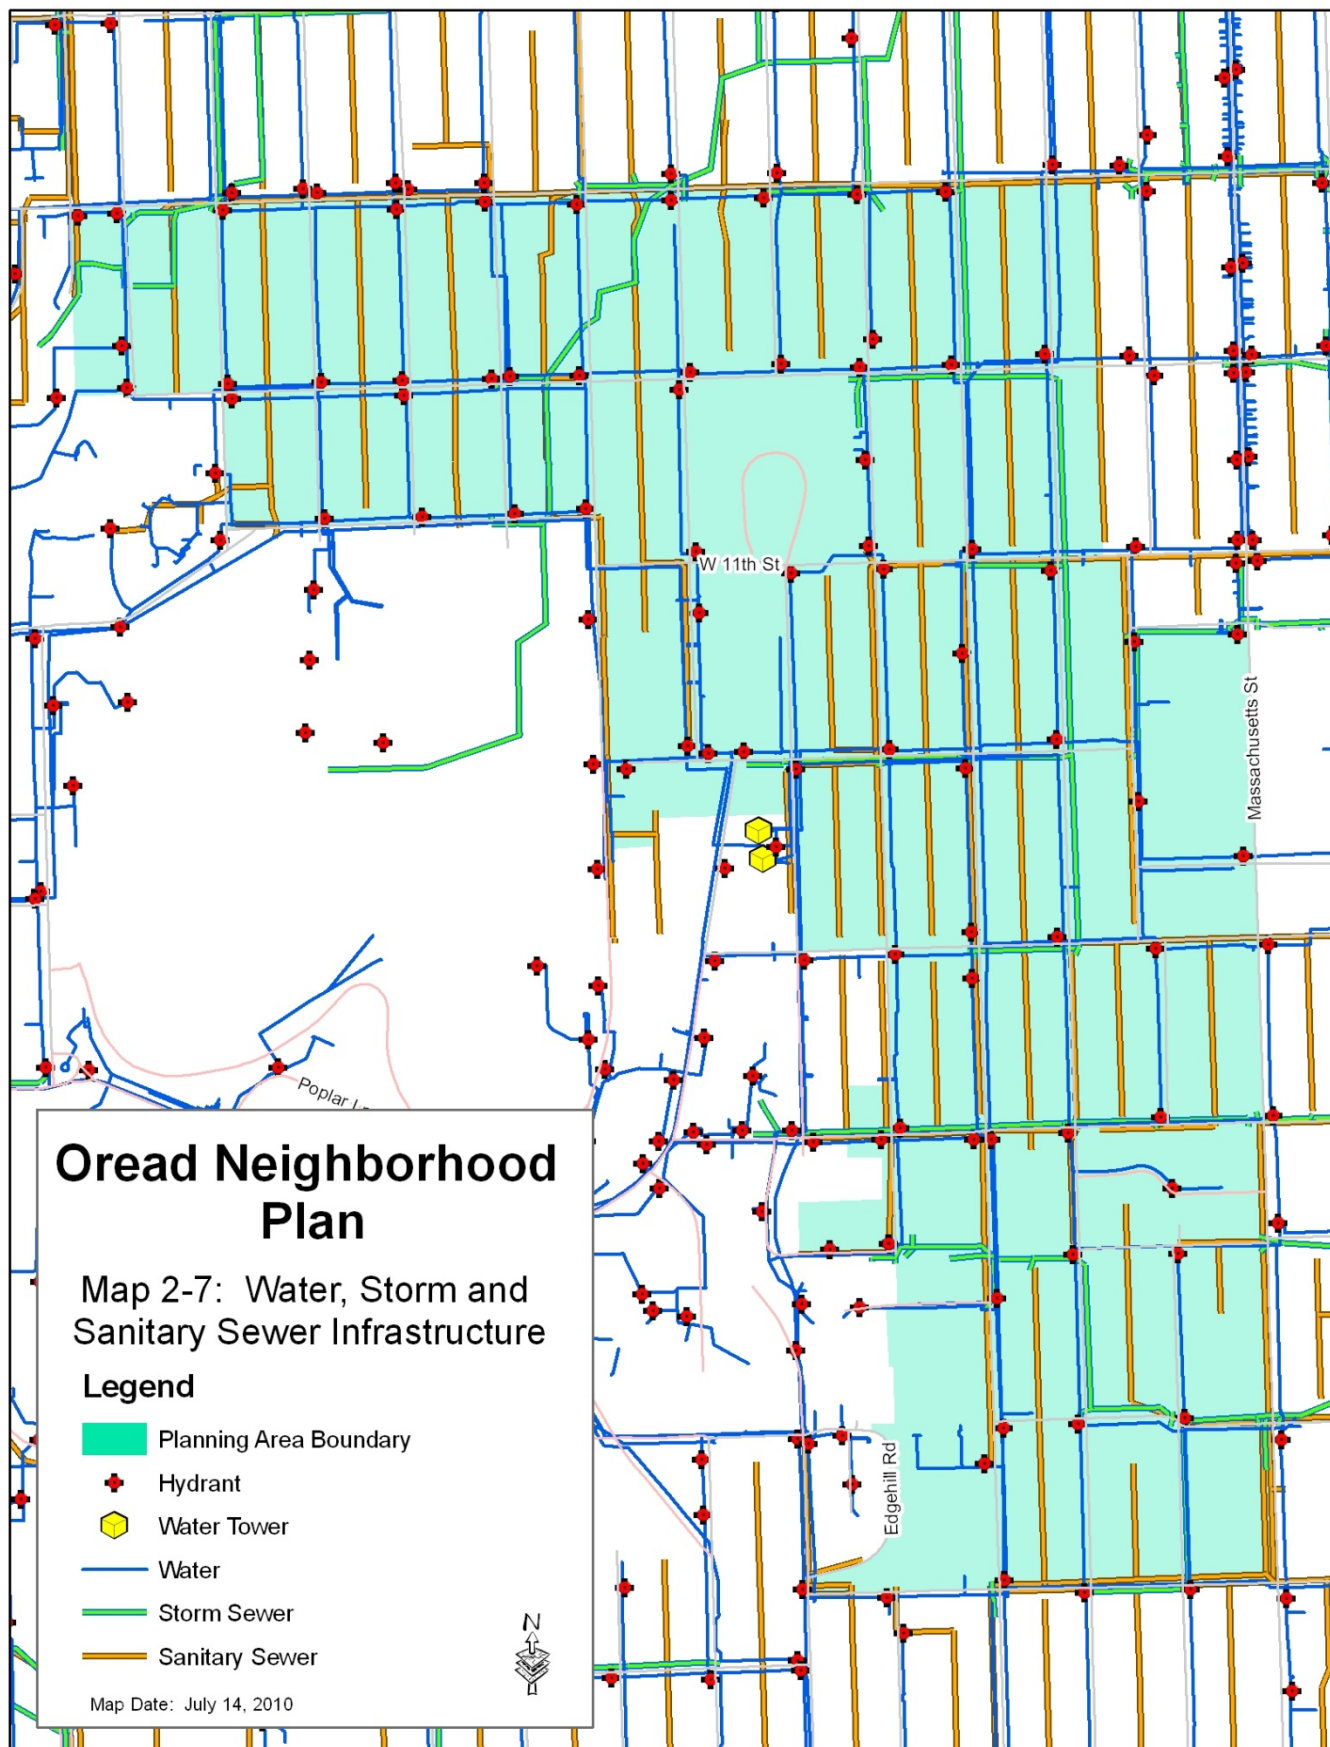 W 11th St
Massachusetts St
Poplar
Edgehill Rd
Oread Neighborhood
Plan
Map 2-7: Water, Storm and
Sanitary Sewer Infrastructure
Legend
Planning Area Boundary
Hydrant
Water Tower
Water
Storm Sewer
Sanitary Sewer
N
Map Date: July 14, 2010